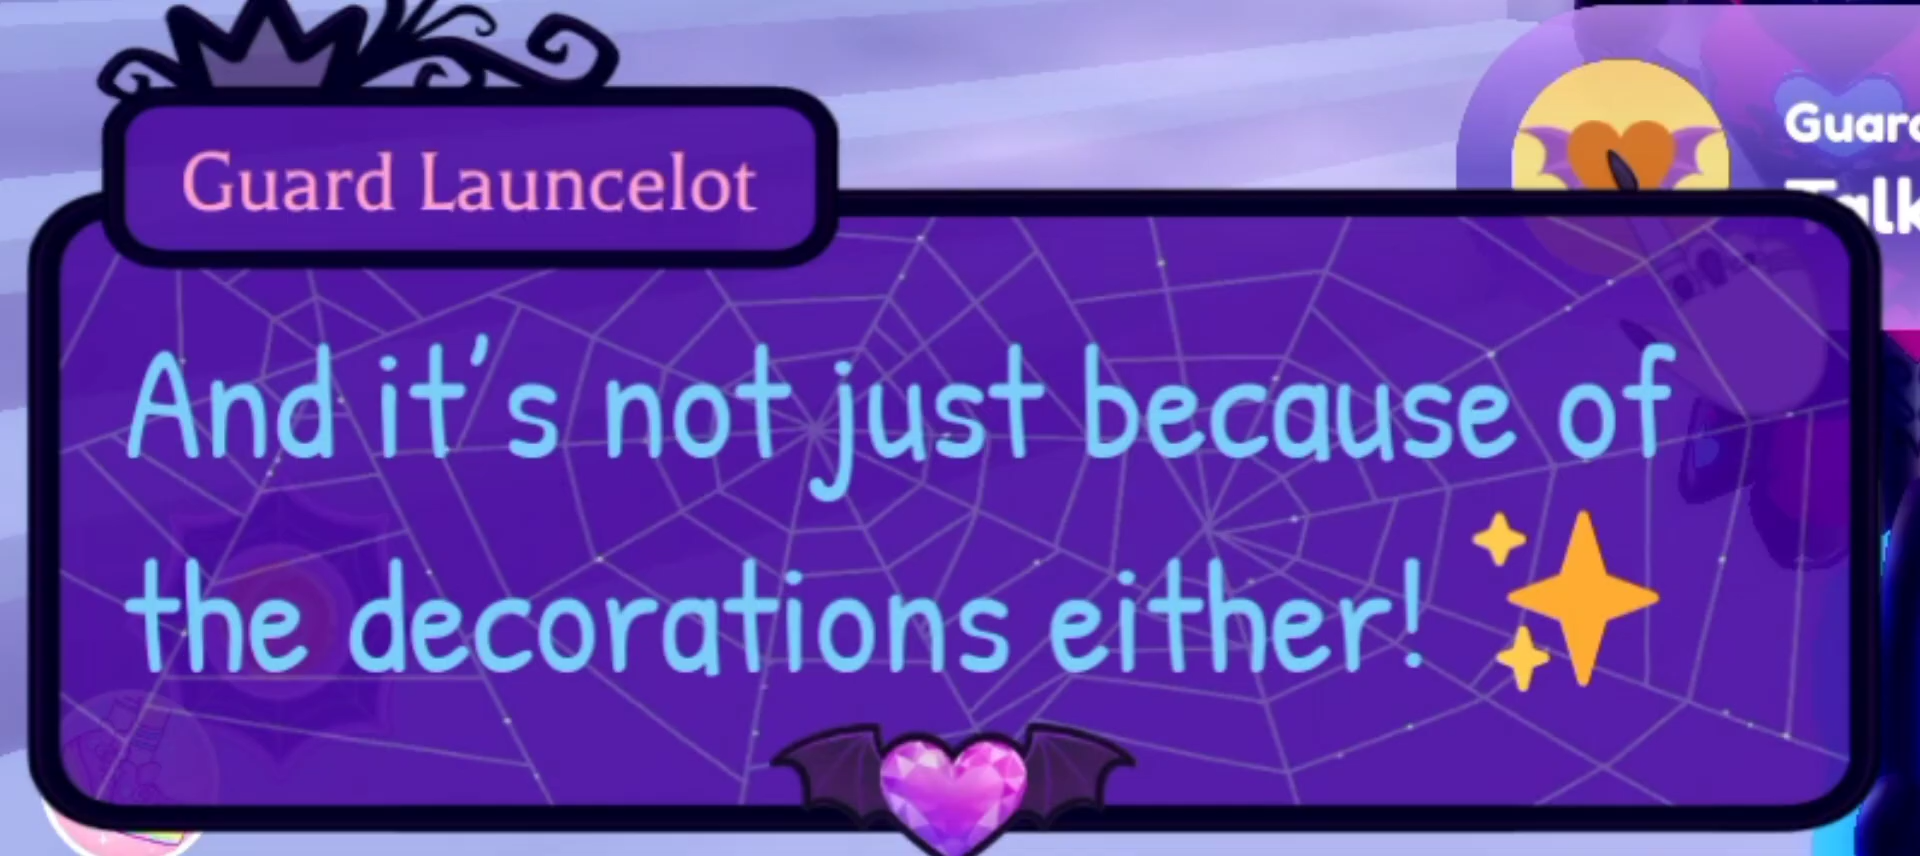 Guard Launcelot
And it's not just because of
the decorations either! ✨